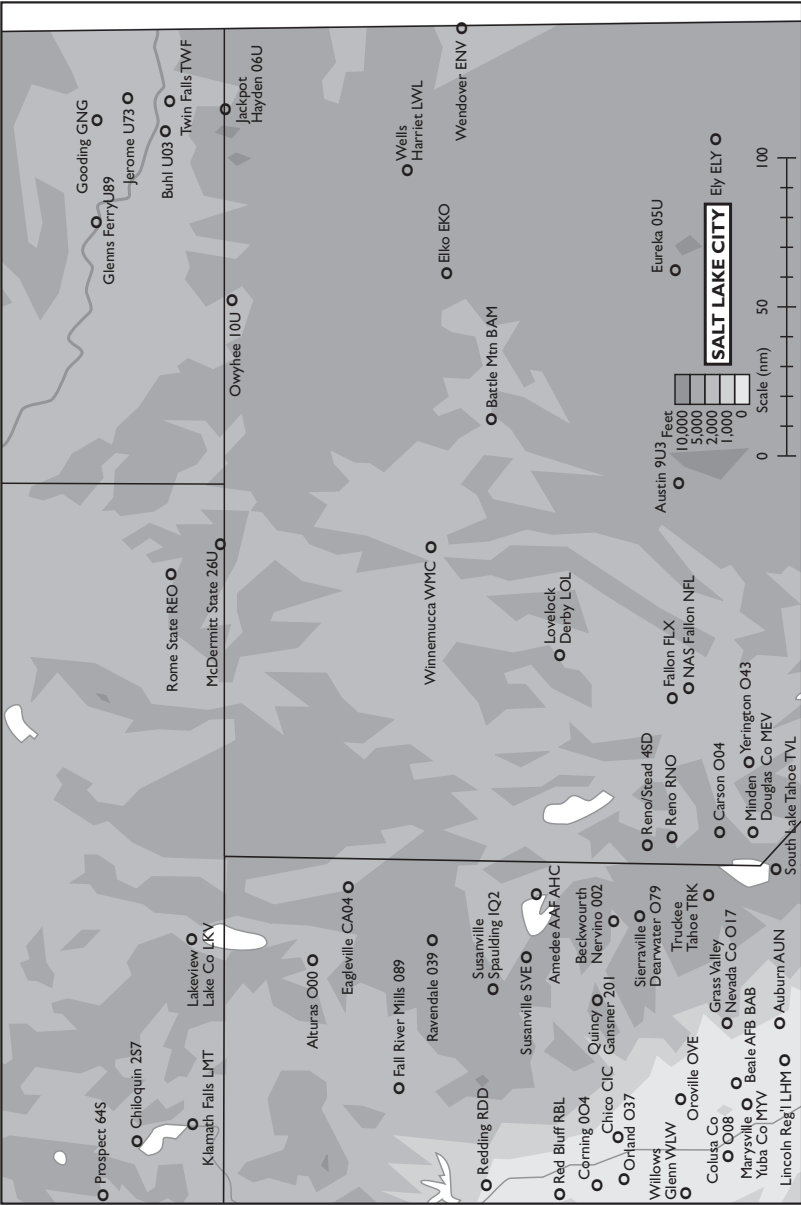 Prospect 64S
Chiloquin 2S7
Klamath Falls LMT
Lakeview
Lake Co LKV
Rome State REO
McDermitt State 26U
Owyhee 10U
Glenns FerryU89
Gooding GNG
Jerome U73
Buhl U03
Twin Falls TWF
Jackpot
Hayden 06U
Alturas O00
Eagleville CA04
Fall River Mills 089
Ravendale 039
Winnemucca WMC
Battle Mtn BAM
Elko EKO
Wells
Harriet LWL
Wendover ENV
Redding RDD
Susanville
Spaulding IQ2
Susanville SVE
Amedee AAF AHC
Lovelock
Derby LOL
Red Bluff RBL
Corning 0O4
Chico CIC
Orland O37
Quincy
Gansner 201
Beckwourth
Nervino 002
Sierraville
Dearwater O79
Reno/Stead 4SD
Reno RNO
Fallon FLX
NAS Fallon NFL
Austin 9U3
Eureka 05U
Ely ELY
Willows
Glenn WLW
Oroville OVE
Truckee
Tahoe TRK
Carson O04
Colusa Co
O08
Beale AFB BAB
Grass Valley
Nevada Co O17
Minden
Douglas Co MEV
Yerington O43
Marysville
Yuba Co MYV
Lincoln Reg'l LHM
Auburn AUN
South Lake Tahoe TVL
Feet
10,000
5,000
2,000
1,000
0
SALT LAKE CITY
Scale (nm)
0
50
100